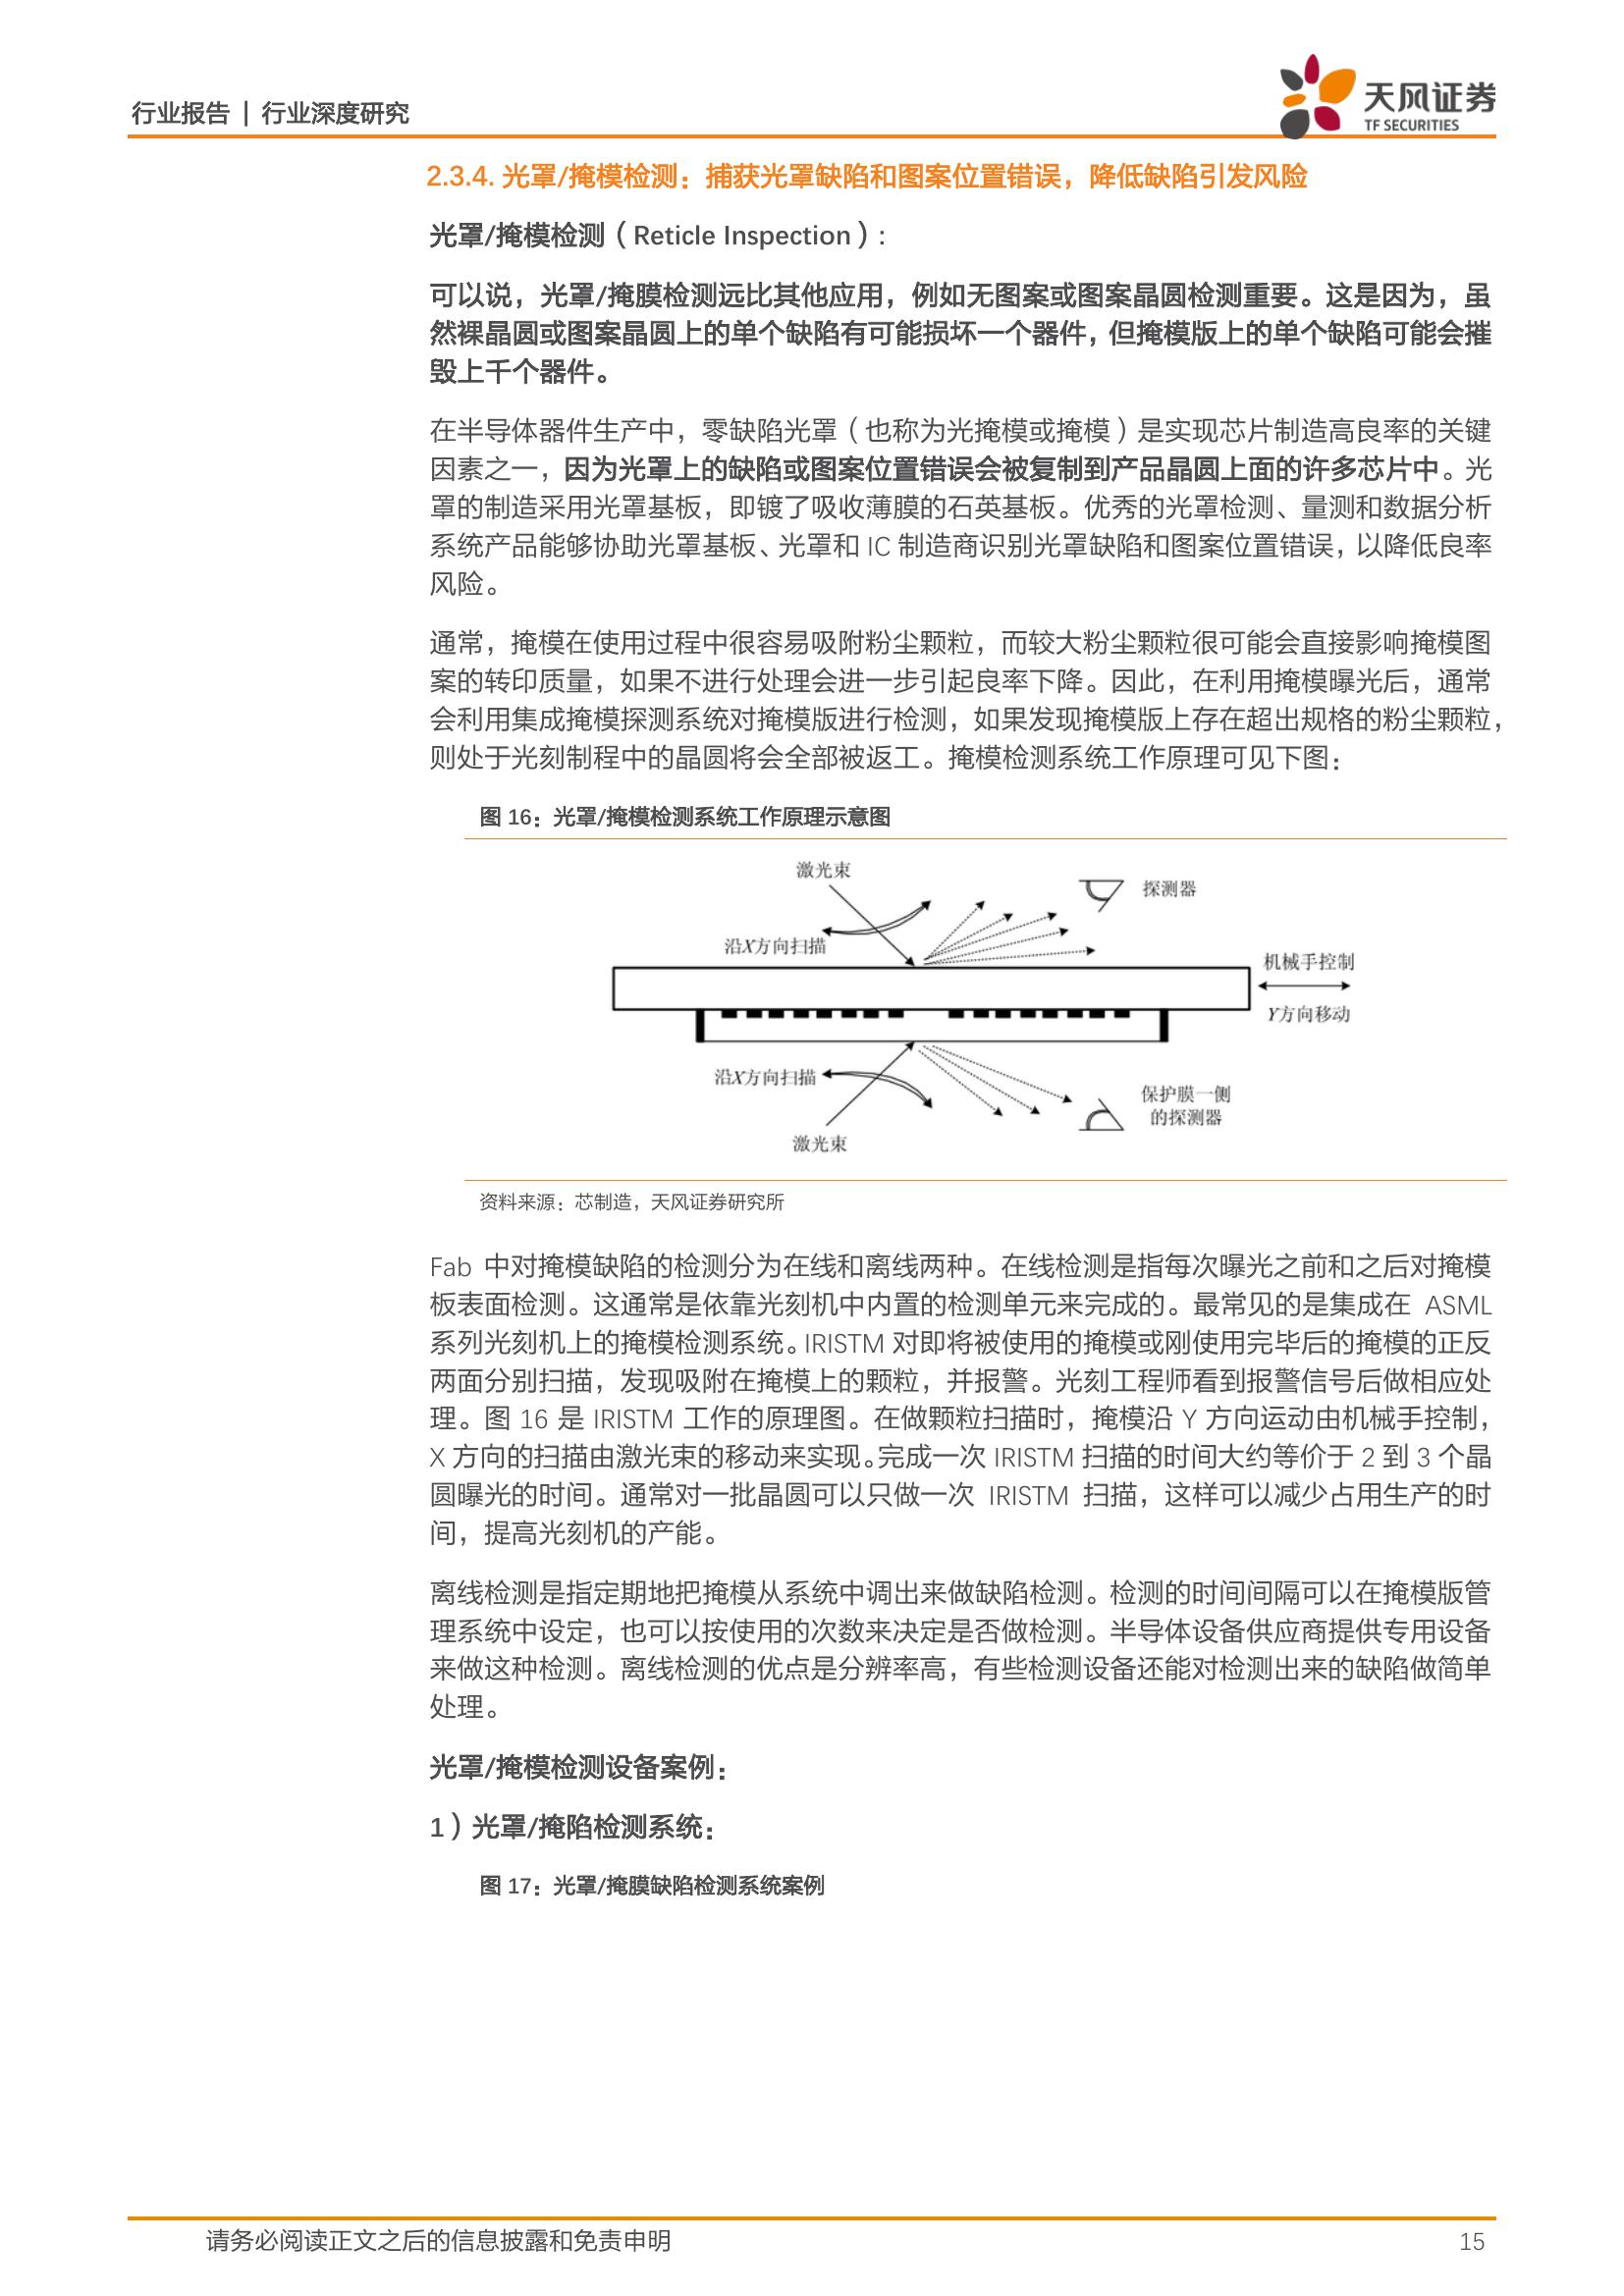 行业报告 | 行业深度研究
天风证券
TF SECURITIES
2.3.4. 光罩/掩模检测：捕获光罩缺陷和图案位置错误，降低缺陷引发风险
光罩/掩模检测（Reticle Inspection）：
可以说，光罩/掩膜检测远比其他应用，例如无图案或图案晶圆检测重要。这是因为，虽
然裸晶圆或图案晶圆上的单个缺陷有可能损坏一个器件，但掩模版上的单个缺陷可能会摧
毁上千个器件。
在半导体器件生产中，零缺陷光罩（也称为光掩模或掩模）是实现芯片制造高良率的关键
因素之一，因为光罩上的缺陷或图案位置错误会被复制到产品晶圆上面的许多芯片中。光
罩的制造采用光罩基板，即镀了吸收薄膜的石英基板。优秀的光罩检测、量测和数据分析
系统产品能够协助光罩基板、光罩和 IC 制造商识别光罩缺陷和图案位置错误，以降低良率
风险。
通常，掩模在使用过程中很容易吸附粉尘颗粒，而较大粉尘颗粒很可能会直接影响掩模图
案的转印质量，如果不进行处理会进一步引起良率下降。因此，在利用掩模曝光后，通常
会利用集成掩模探测系统对掩模版进行检测，如果发现掩模版上存在超出规格的粉尘颗粒，
则处于光刻制程中的晶圆将会全部被返工。掩模检测系统工作原理可见下图：
图 16：光罩/掩模检测系统工作原理示意图
激光束
探测器
沿X方向扫描
机械手控制
Y方向移动
沿X方向扫描
保护膜一侧
的探测器
激光束
资料来源：芯制造，天风证券研究所
Fab 中对掩模缺陷的检测分为在线和离线两种。在线检测是指每次曝光之前和之后对掩模
板表面检测。这通常是依靠光刻机中内置的检测单元来完成的。最常见的是集成在 ASML
系列光刻机上的掩模检测系统。IRISTM 对即将被使用的掩模或刚使用完毕后的掩模的正反
两面分别扫描，发现吸附在掩模上的颗粒，并报警。光刻工程师看到报警信号后做相应处
理。图 16 是 IRISTM 工作的原理图。在做颗粒扫描时，掩模沿 Y 方向运动由机械手控制，
X 方向的扫描由激光束的移动来实现。完成一次 IRISTM 扫描的时间大约等价于 2 到 3 个晶
圆曝光的时间。通常对一批晶圆可以只做一次 IRISTM 扫描，这样可以减少占用生产的时
间，提高光刻机的产能。
离线检测是指定期地把掩模从系统中调出来做缺陷检测。检测的时间间隔可以在掩模版管
理系统中设定，也可以按使用的次数来决定是否做检测。半导体设备供应商提供专用设备
来做这种检测。离线检测的优点是分辨率高，有些检测设备还能对检测出来的缺陷做简单
处理。
光罩/掩模检测设备案例：
1）光罩/掩陷检测系统：
图 17：光罩/掩膜缺陷检测系统案例
请务必阅读正文之后的信息披露和免责申明
15